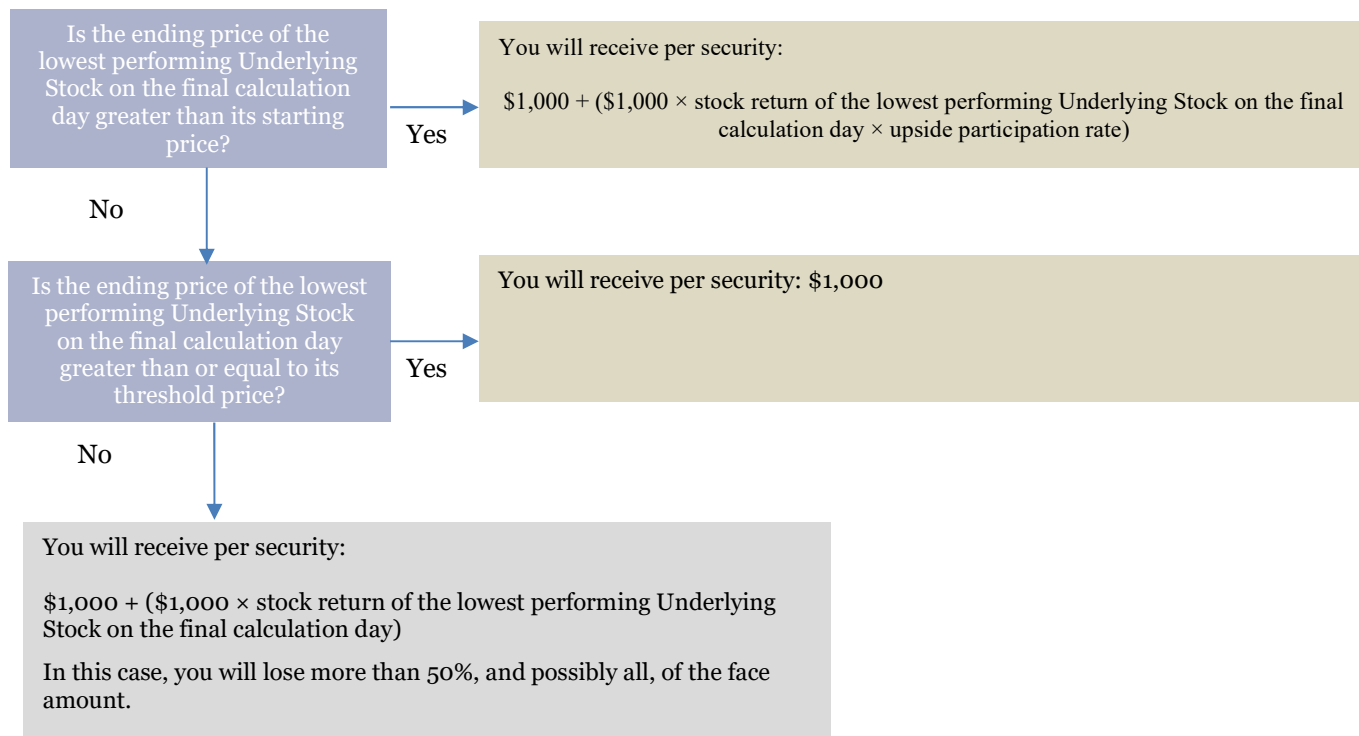 Is the ending price of the
lowest performing Underlying
Stock on the final calculation
day greater than its starting
price?
Yes
You will receive per security:
$1,000 + ($1,000 × stock return of the lowest performing Underlying Stock on the final
calculation day × upside participation rate)
No
Is the ending price of the lowest
performing Underlying Stock
on the final calculation day
greater than or equal to its
threshold price?
Yes
You will receive per security: $1,000
No
You will receive per security:
$1,000 + ($1,000 × stock return of the lowest performing Underlying
Stock on the final calculation day)
In this case, you will lose more than 50%, and possibly all, of the face
amount.